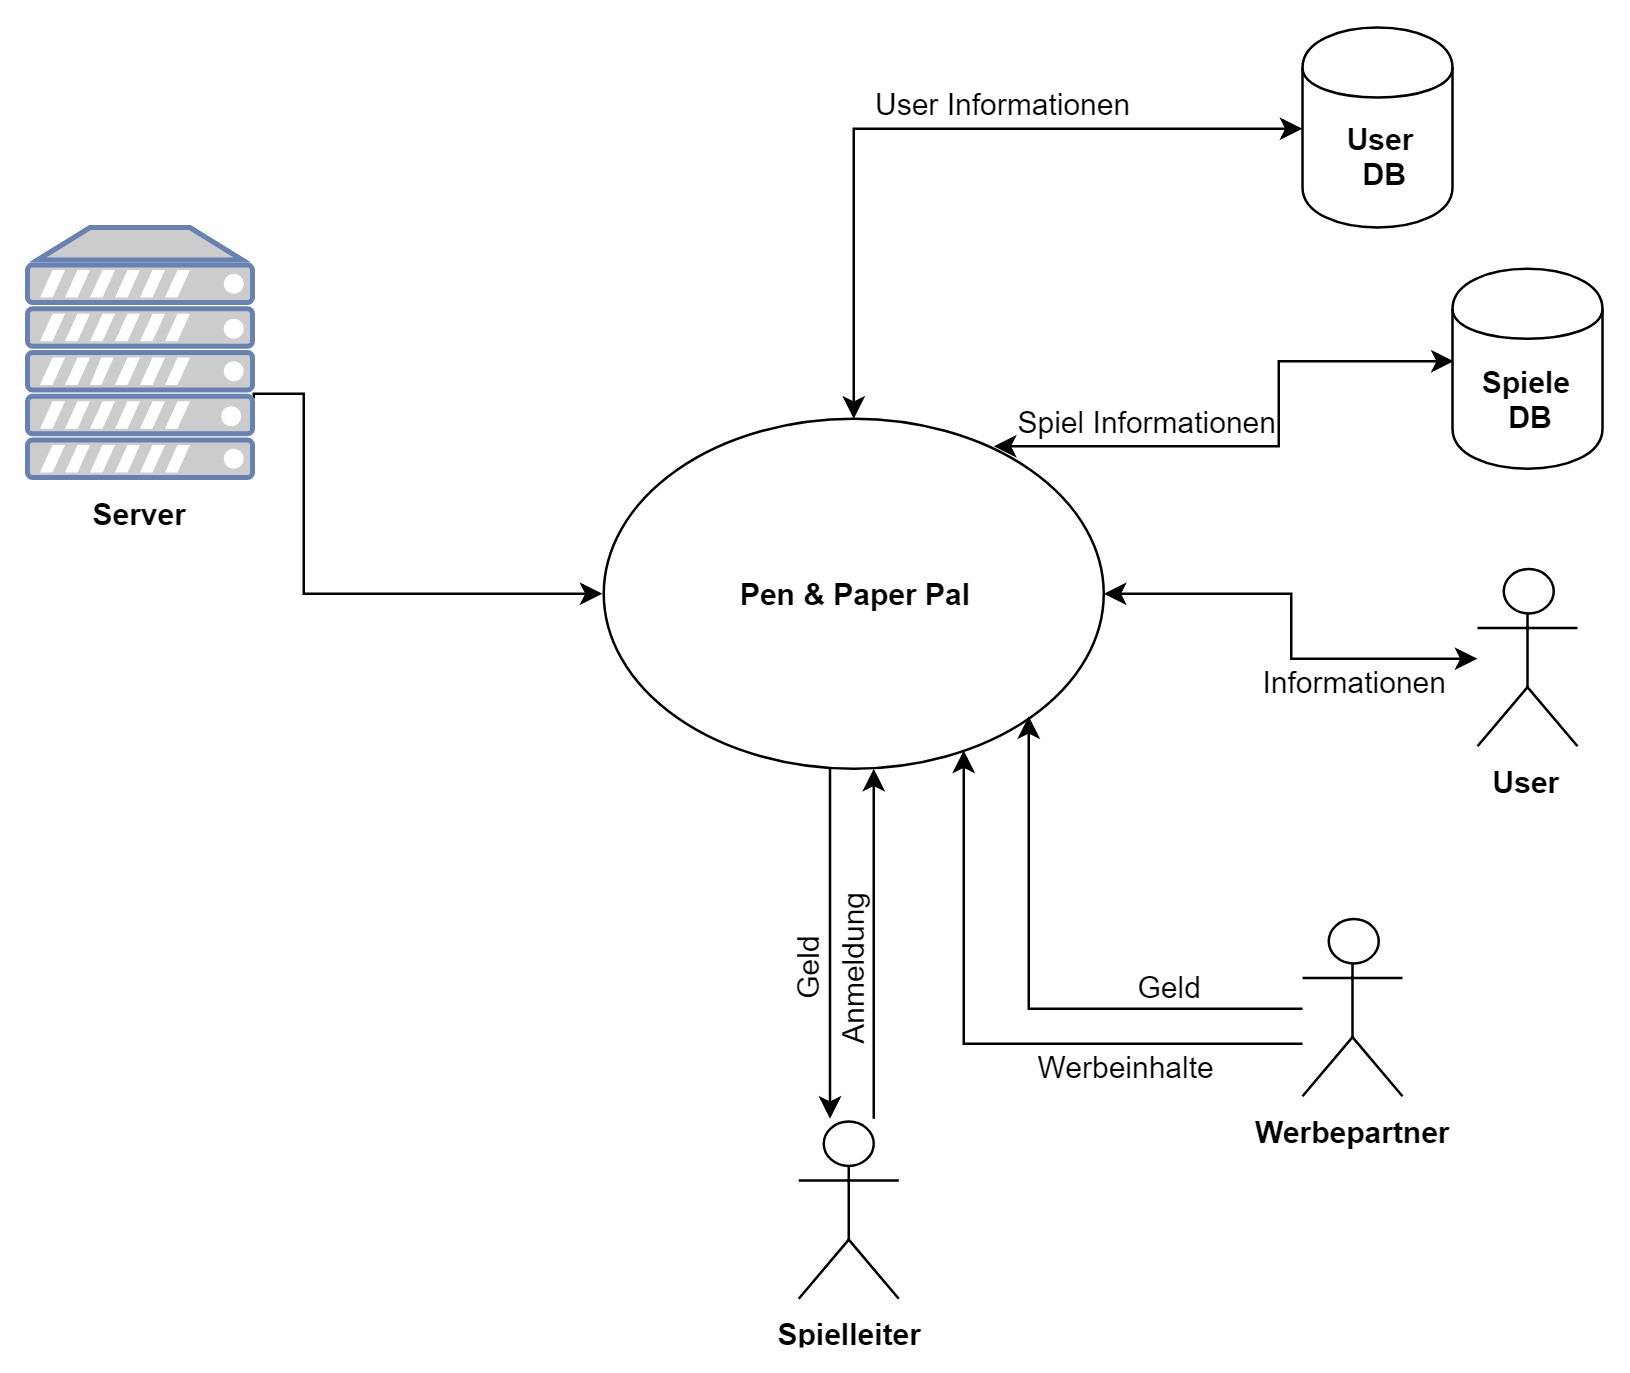 User Informationen
User
DB
Spiele
DB
Spiel Informationen
Server
Pen & Paper Pal
Informationen
User
Geld
Anmeldung
Geld
Werbeinhalte
Werbepartner
Spielleiter